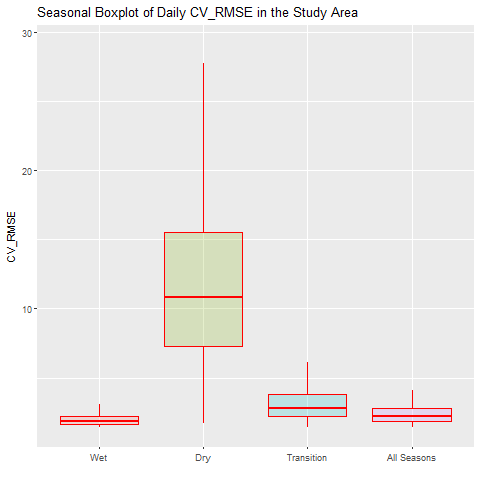 Seasonal Boxplot of Daily CV_RMSE in the Study Area
30
20
10
CV_RMSE
Wet Dry Transition All Seasons